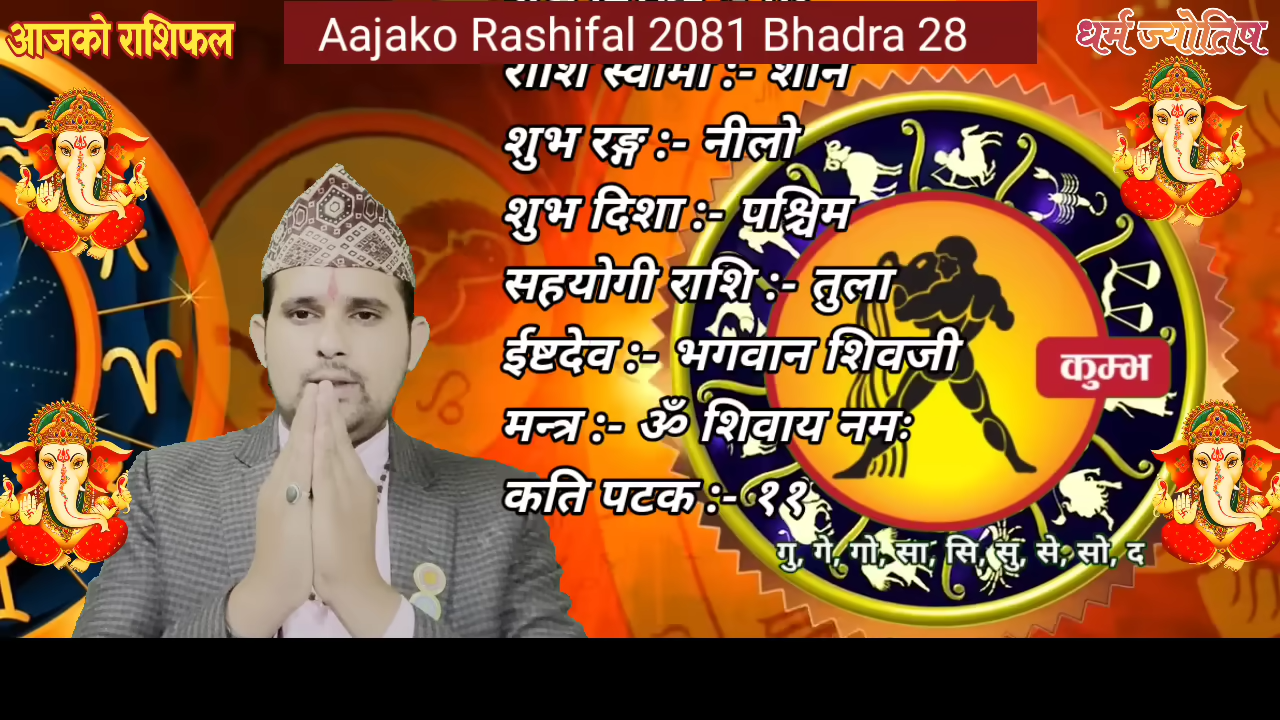 आजको राशिफल
Aajako Rashifal 2081 Bhadra 28
धर्म ज्योतिष
राशि स्वामी :- शनि
शुभ रङ्ग :- नीलो
शुभ दिशा :- पश्चिम
सहयोगी राशि :- तुला
ईष्टदेव :- भगवान शिवजी
कुम्भ
मन्त्र :- ॐ शिवाय नमः
कति पटक :- ११
गु, गे, गो, सा, सि, सु, से, सो, द